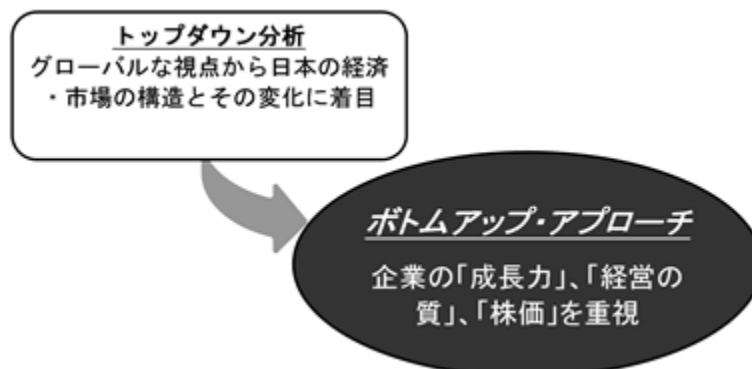 トップダウン分析
グローバルな視点から日本の経済
・市場の構造とその変化に着目
ボトムアップ・アプローチ
企業の「成長力」、「経営の
質」、「株価」を重視